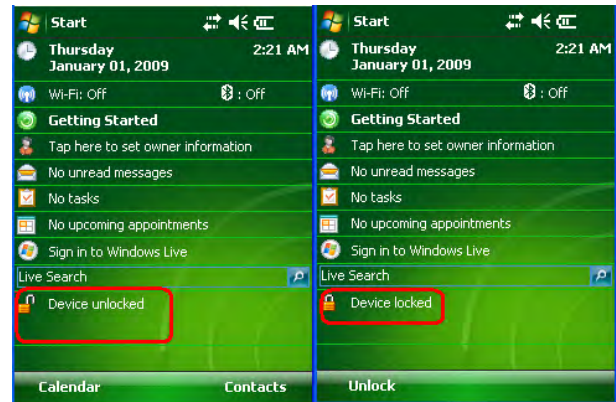 Start
Thursday 2:21 AM
January 01, 2009
Wi-Fi: Off : Off
Getting Started
Tap here to set owner information
No unread messages
No tasks
No upcoming appointments
Sign in to Windows Live
Live Search
Device unlocked
Calendar Contacts
Start
Thursday 2:21 AM
January 01, 2009
Wi-Fi: Off : Off
Getting Started
Tap here to set owner information
No unread messages
No tasks
No upcoming appointments
Sign in to Windows Live
Live Search
Device locked
Unlock